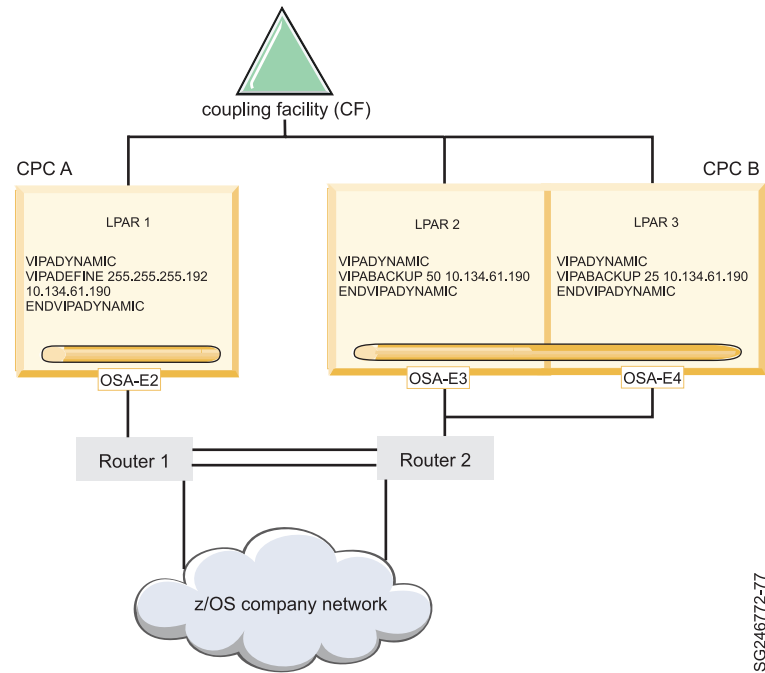 coupling facility (CF)
CPC A
CPC B
LPAR 1
VIPADYNAMIC
VIPADEFINE 255.255.255.192
10.134.61.190
ENDVIPADYNAMIC
LPAR 2
VIPADYNAMIC
VIPABACKUP 50 10.134.61.190
ENDVIPADYNAMIC
LPAR 3
VIPADYNAMIC
VIPABACKUP 25 10.134.61.190
ENDVIPADYNAMIC
OSA-E2
OSA-E3
OSA-E4
Router 1
Router 2
z/OS company network
SG246772-77